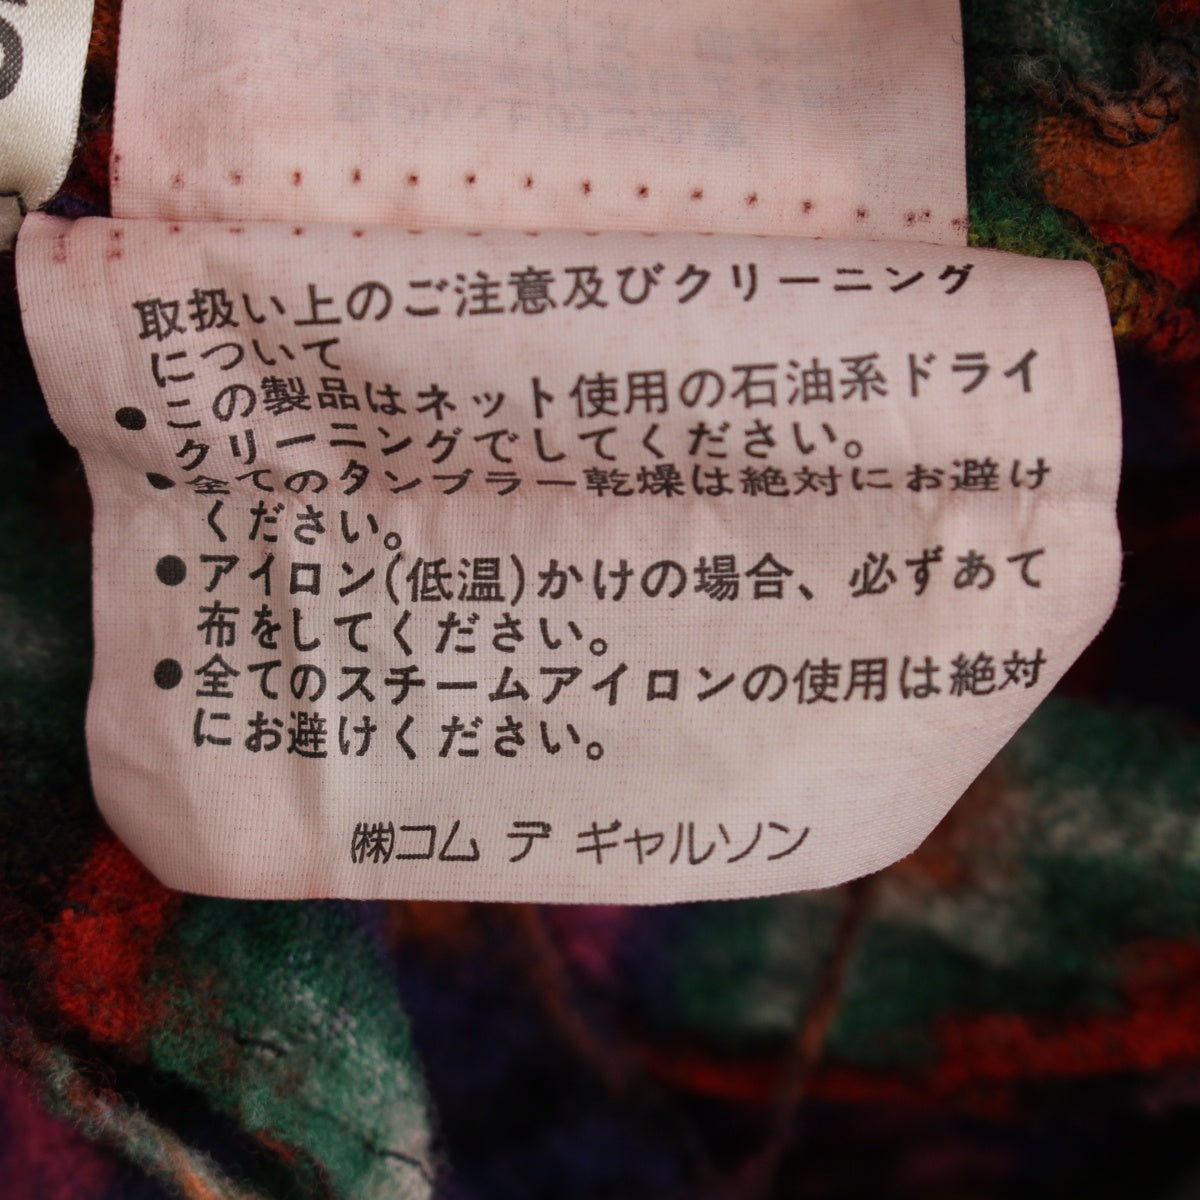 取扱い上のご注意及びクリーニング
について
●この製品はネット使用の石油系ドライ
クリーニングでしてください。
●全てのタンブラー乾燥は絶対にお避け
ください。
●アイロン(低温)かけの場合、必ずあて
布をしてください。
●全てのスチームアイロンの使用は絶対
にお避けください。
㈱コム デ ギャルソン